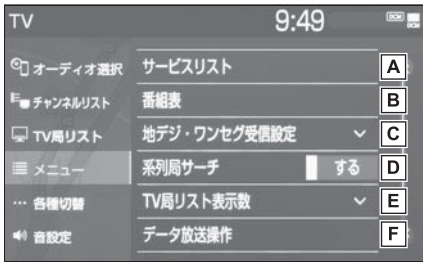 TV 9:49 DCM
オーディオ選択
チャンネルリスト
TV局リスト
メニュー
各種切替
音設定
サービスリスト A
番組表 B
地デジ・ワンセグ受信設定 C
系列局サーチ する D
TV局リスト表示数 E
データ放送操作 F